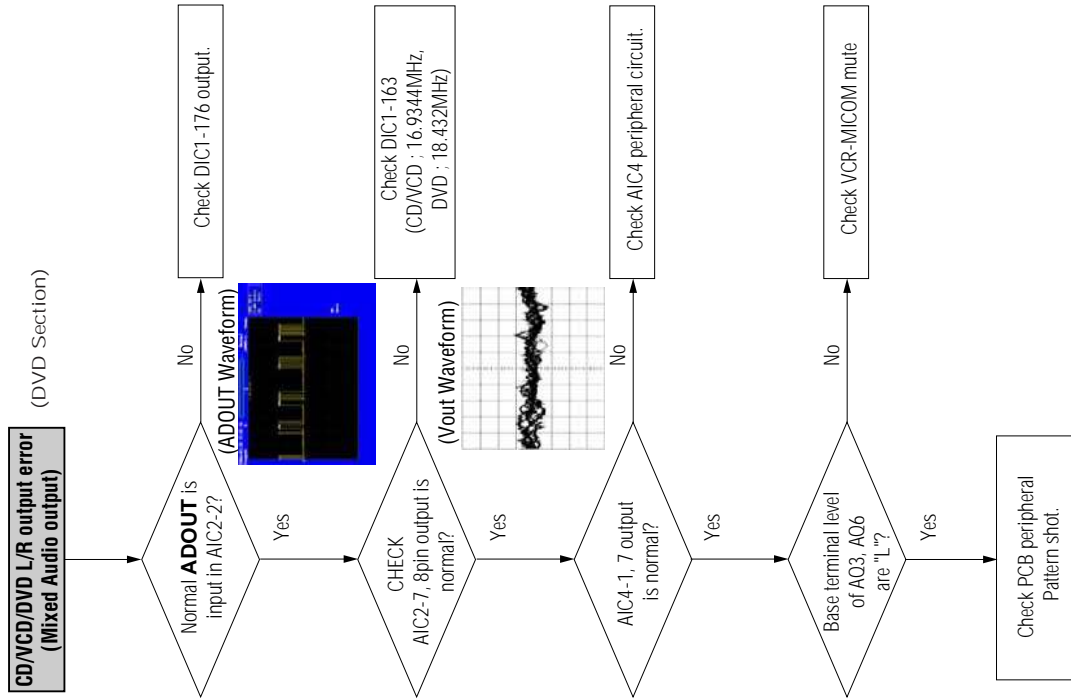 (DVD Section)
CD/VCD/DVD L/R output error
(Mixed Audio output)
Normal ADOUT is
input in AIC2-2?
No
Check DIC1-176 output.
(ADOUT Waveform)
Yes
CHECK
AIC2-7, 8pin output is
normal?
No
Check DIC1-163
(CD/VCD ; 16.9344MHz,
DVD ; 18.432MHz)
(Vout Waveform)
Yes
AIC4-1, 7 output
is normal?
No
Check AIC4 peripheral circuit.
Yes
Base terminal level
of AQ3, AQ6
are "L"?
No
Check VCR-MICOM mute
Yes
Check PCB peripheral
Pattern shot.